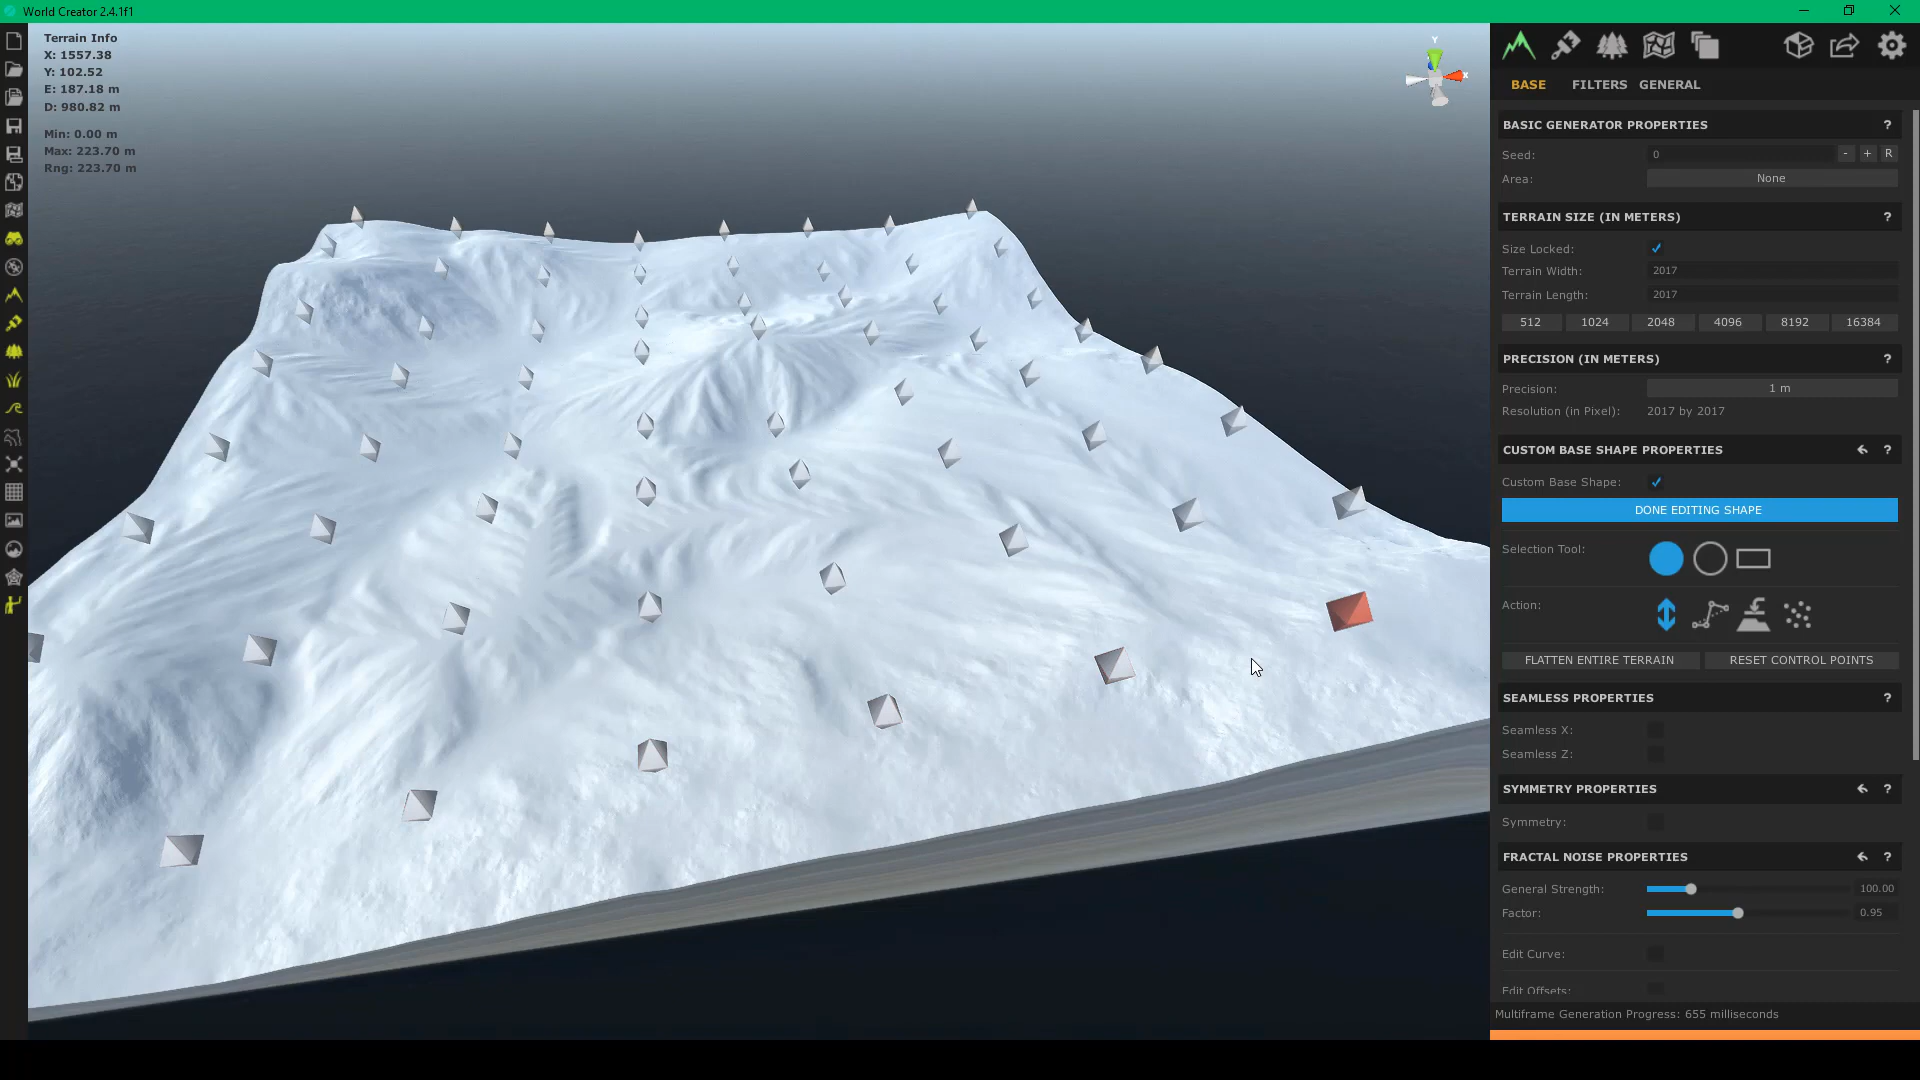 World Creator 2.4.1f1
Terrain Info
X: 1557.38
Y: 102.52
E: 187.18 m
D: 980.82 m
Min: 0.00 m
Max: 223.70 m
Rng: 223.70 m
Y
X
BASE FILTERS GENERAL
BASIC GENERATOR PROPERTIES ?
Seed: 0 - + R
Area: None
TERRAIN SIZE (IN METERS) ?
Size Locked:
Terrain Width: 2017
Terrain Length: 2017
512 1024 2048 4096 8192 16384
PRECISION (IN METERS) ?
Precision: 1 m
Resolution (in Pixel): 2017 by 2017
CUSTOM BASE SHAPE PROPERTIES ?
Custom Base Shape:
DONE EDITING SHAPE
Selection Tool:
Action:
FLATTEN ENTIRE TERRAIN RESET CONTROL POINTS
SEAMLESS PROPERTIES ?
Seamless X:
Seamless Z:
SYMMETRY PROPERTIES ?
Symmetry:
FRACTAL NOISE PROPERTIES ?
General Strength: 100.00
Factor: 0.95
Edit Curve:
Edit Offsets:
Multiframe Generation Progress: 655 milliseconds